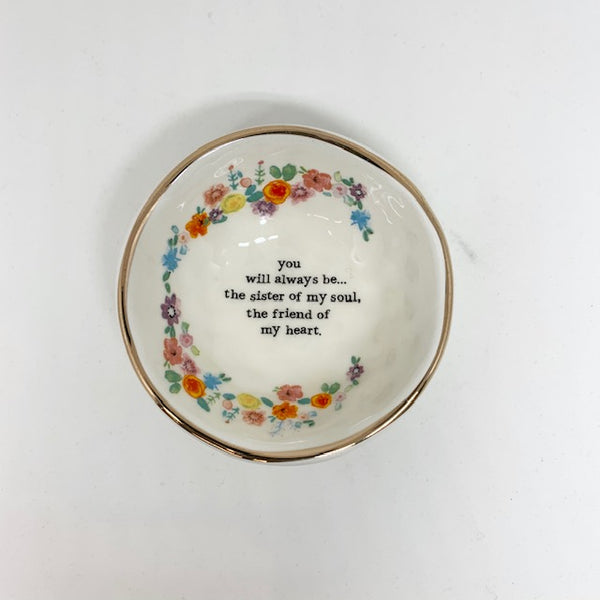 you
will always be...
the sister of my soul,
the friend of
my heart.